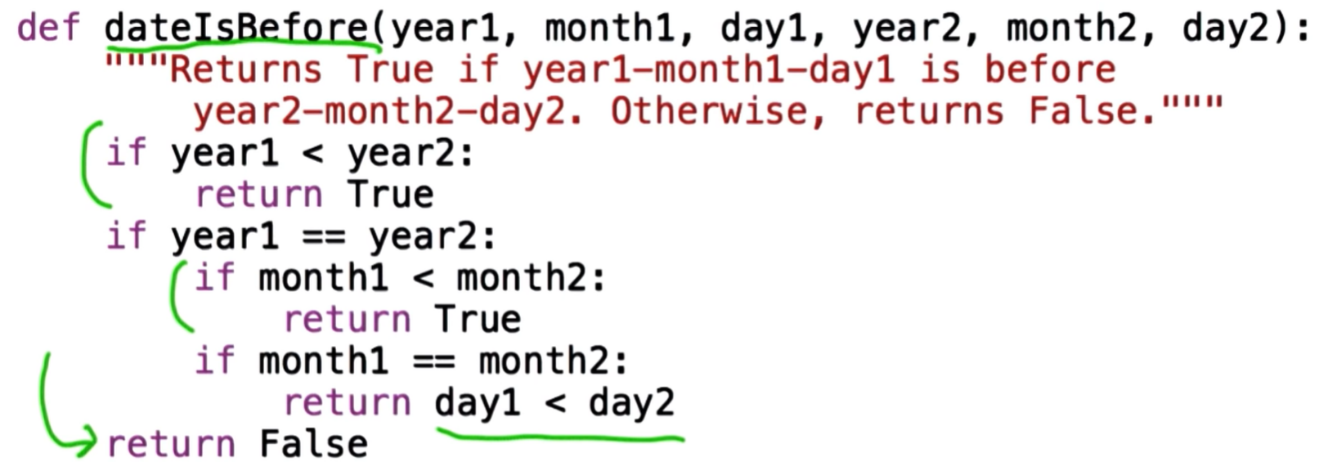 def dateIsBefore(year1, month1, day1, year2, month2, day2):
    """Returns True if year1-month1-day1 is before
        year2-month2-day2. Otherwise, returns False."""
    if year1 < year2:
        return True
    if year1 == year2:
        if month1 < month2:
            return True
        if month1 == month2:
            return day1 < day2
    return False